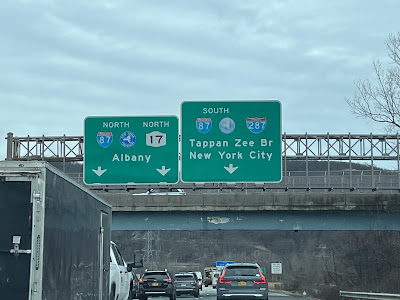 NORTH NORTH
87 17
Albany
SOUTH
87 287
Tappan Zee Br
New York City